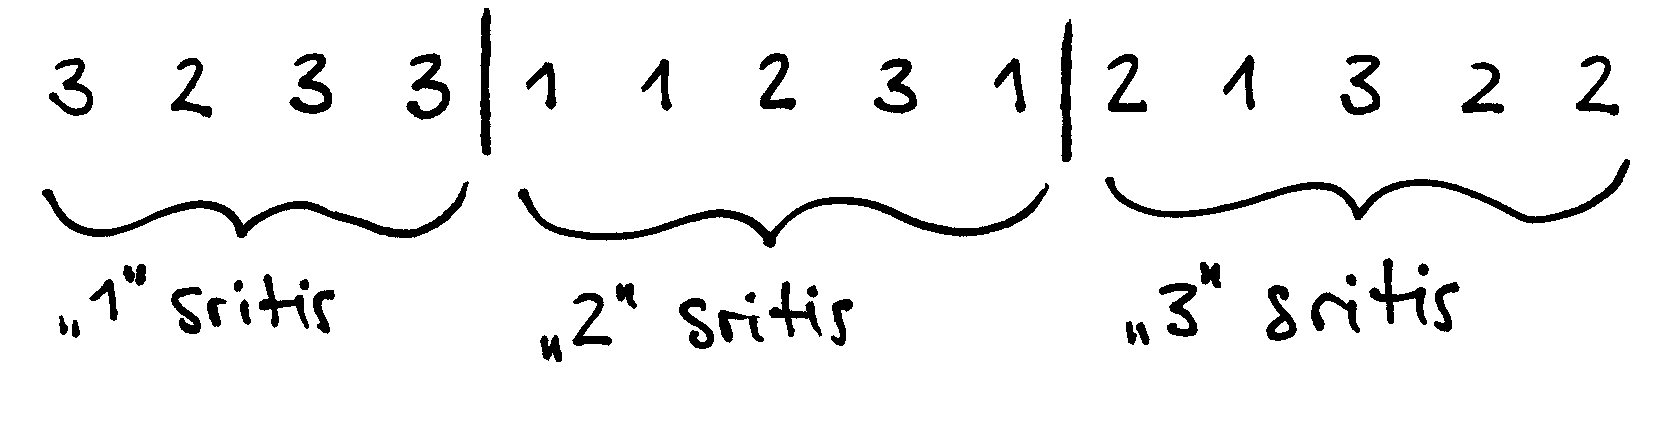 3 2 3 3 | 1 1 2 3 1 | 2 1 3 2 2
„1” sritis „2” sritis „3” sritis